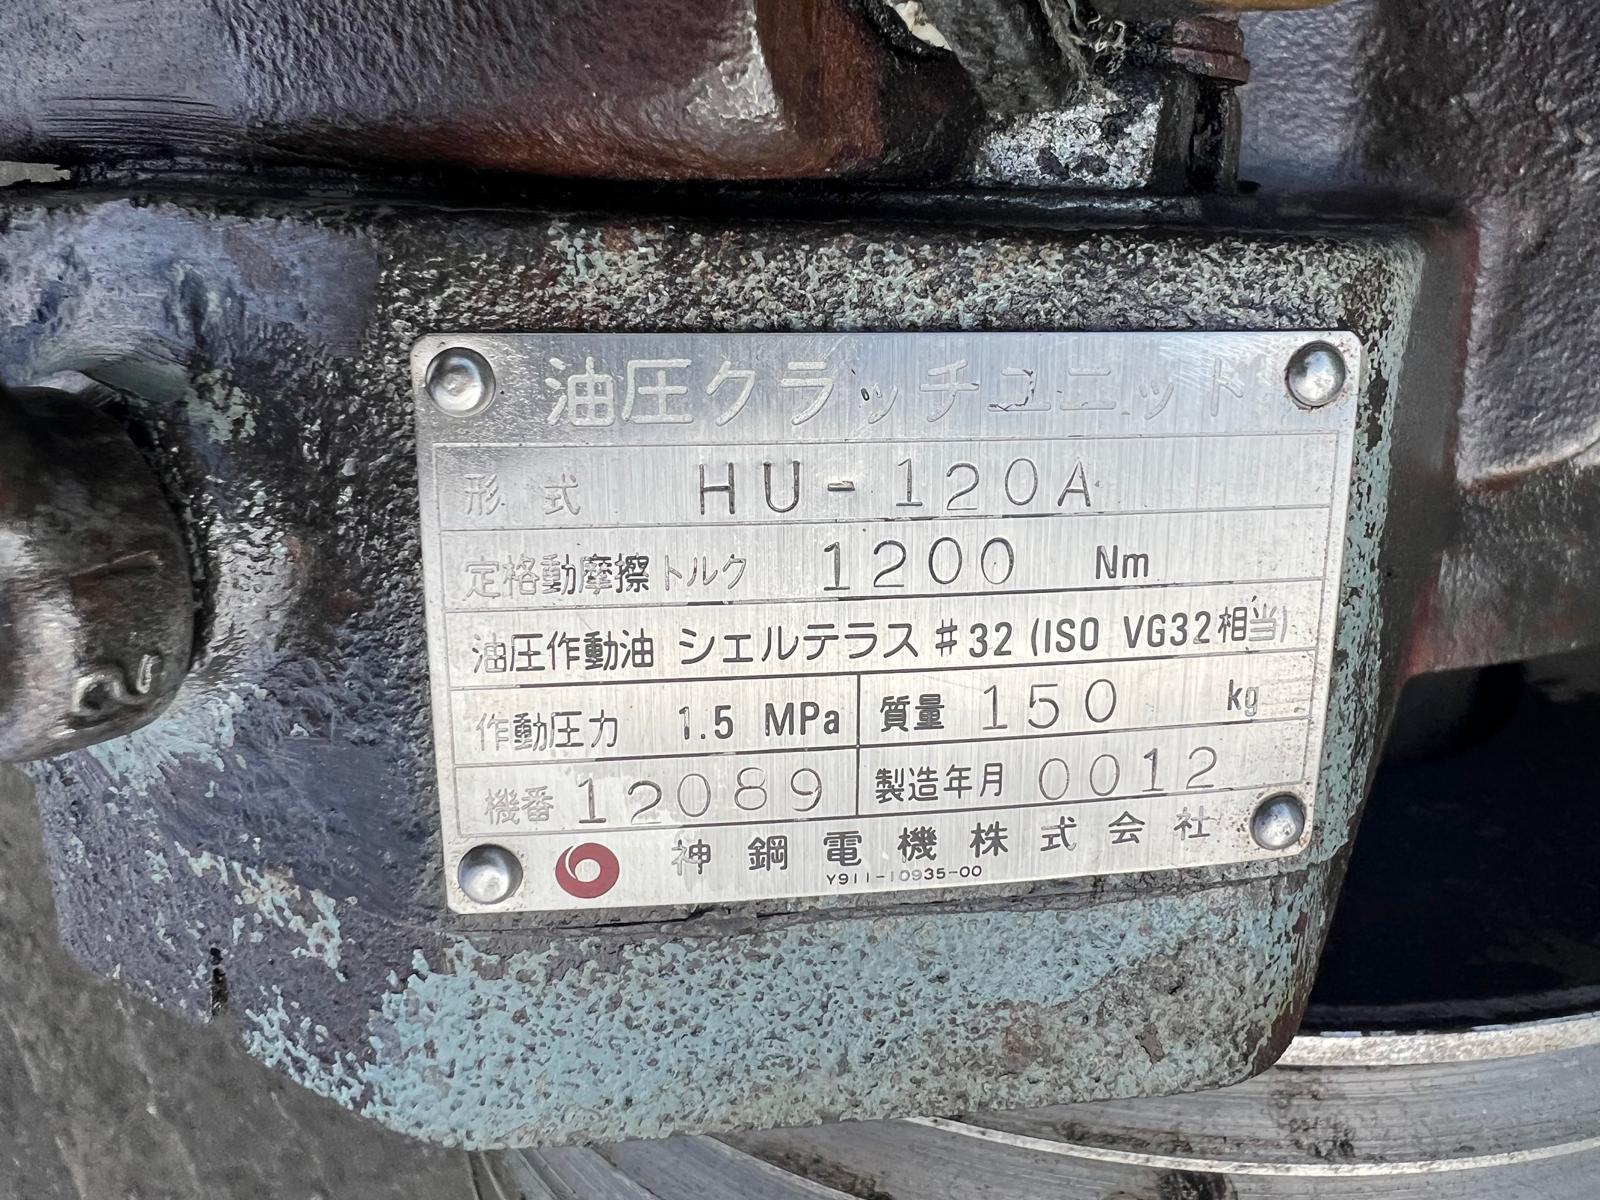 油圧クラッチユニット
形式 HU-120A
定格動摩擦トルク 1200 Nm
油圧作動油 シェルテラス #32 (ISO VG32相当)
作動圧力 1.5 MPa 質量 150 kg
機番 12089 製造年月 0012
神鋼電機株式会社
Y911-10935-00